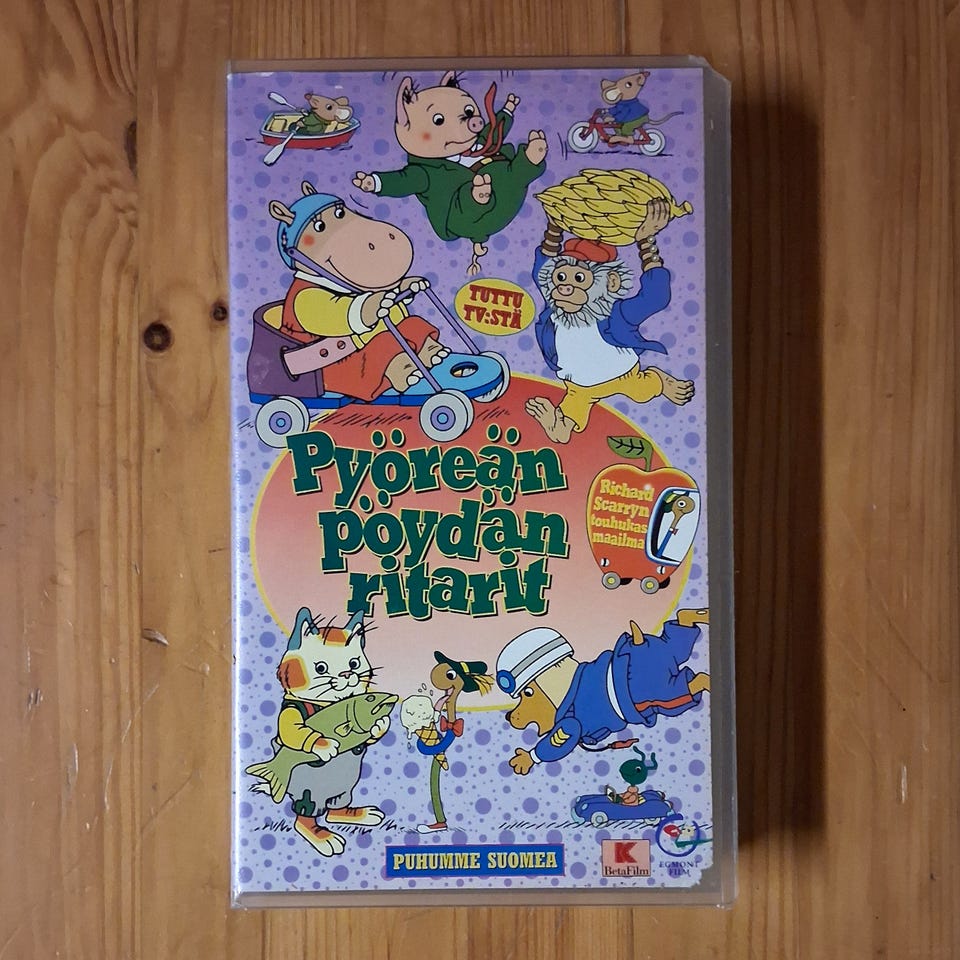 TUTTU
TV:STÄ
Pyöreän
pöydän
ritarit
Richard
Scarryn
touhukas
maailma
PUHUMME SUOMEA
K
BetaFilm
EGMONT
FILM